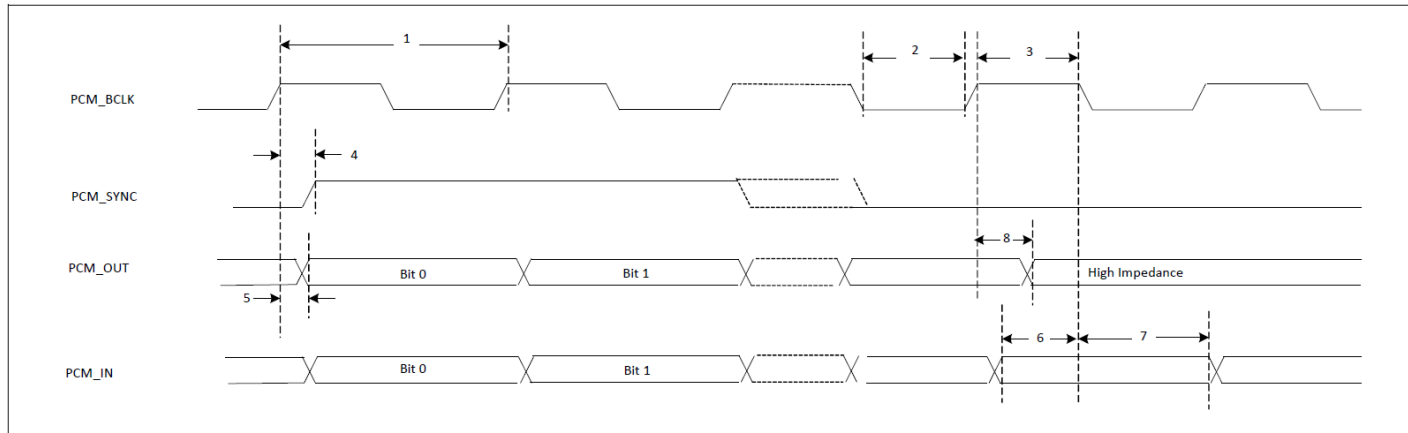 1
2
3
PCM_BCLK
4
PCM_SYNC
8
PCM_OUT
Bit 0
Bit 1
High Impedance
5
6
7
PCM_IN
Bit 0
Bit 1